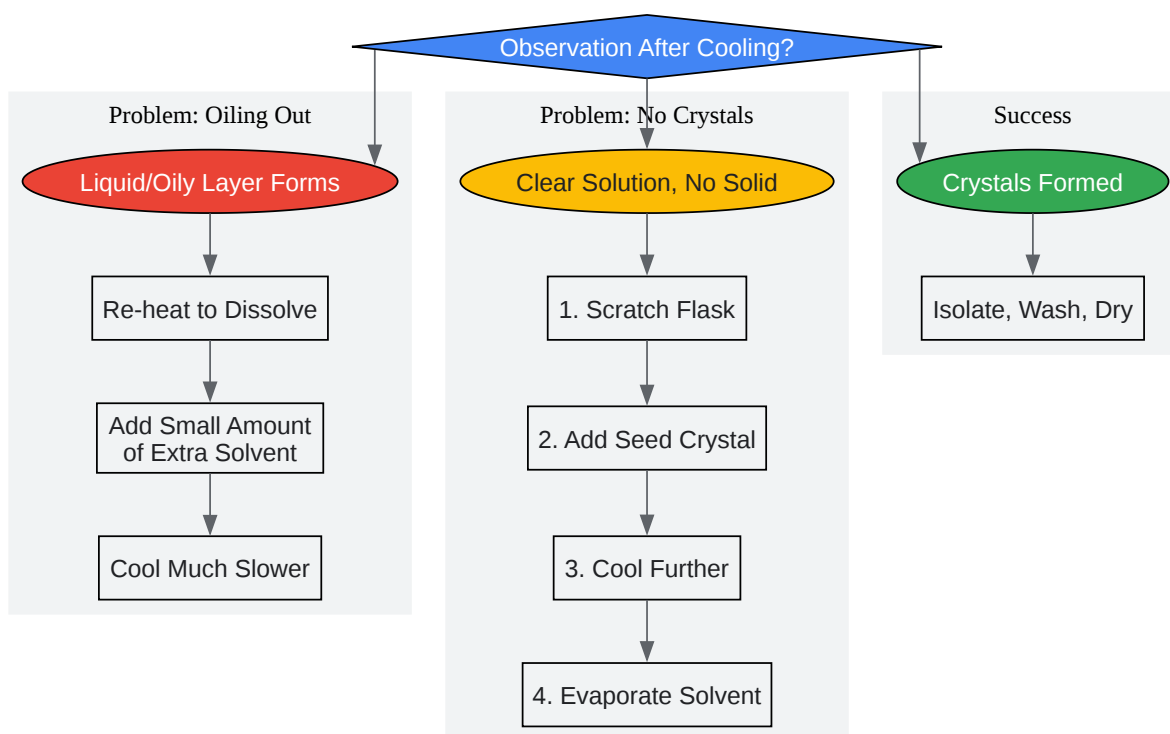 Observation After Cooling?
Problem: Oiling Out
Liquid/Oily Layer Forms
Re-heat to Dissolve
Add Small Amount
of Extra Solvent
Cool Much Slower
Problem: No Crystals
Clear Solution, No Solid
1. Scratch Flask
2. Add Seed Crystal
3. Cool Further
4. Evaporate Solvent
Success
Crystals Formed
Isolate, Wash, Dry